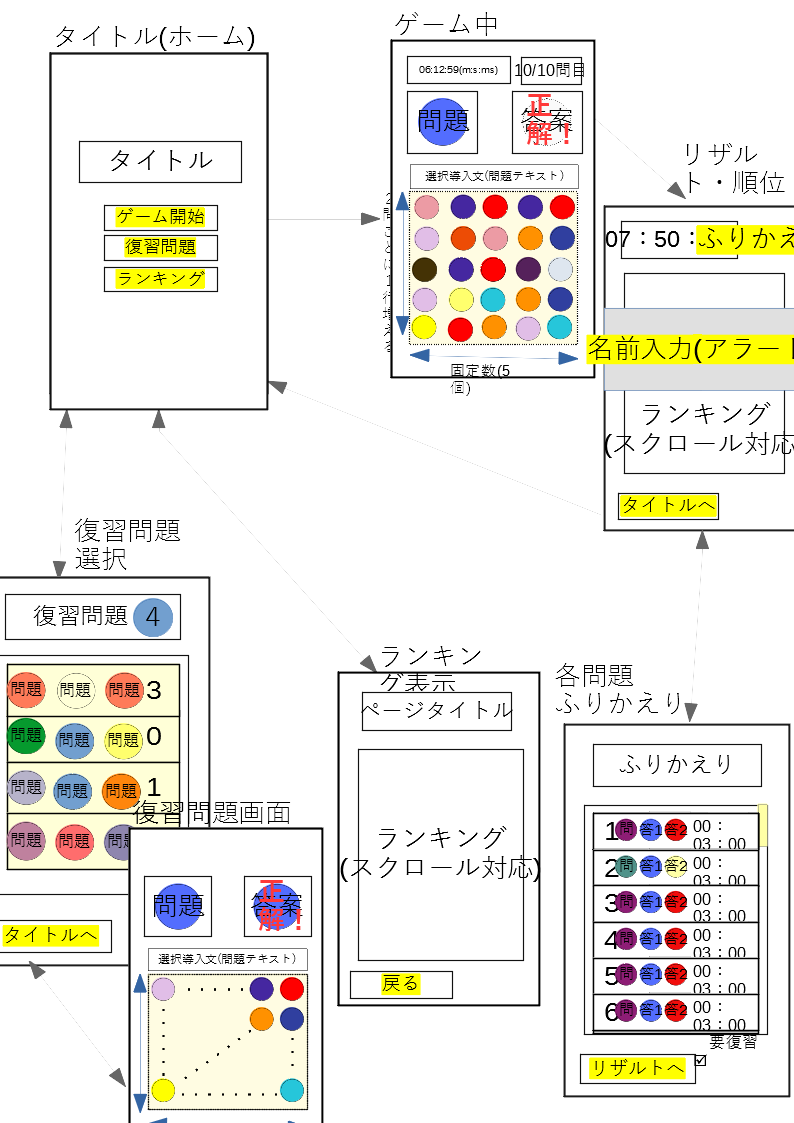 タイトル(ホーム)
タイトル
ゲーム開始
復習問題
ランキング
ゲーム中
06:12:59(m:s:ms)
10/10問目
問題
答案
正
解！
選択導入文(問題テキスト)
固定数(5
個)
リザル
ト・順位
07：50：
ふりかえ
名前入力(アラート
ランキング
(スクロール対応
タイトルへ
復習問題
選択
復習問題
4
問題 問題 問題 3
問題 問題 問題 0
問題 問題 問題 1
問題 問題 問
タイトルへ
復習問題画面
問題
答案
正
解！
選択導入文(問題テキスト)
ランキン
グ表示
ページタイトル
ランキング
(スクロール対応)
戻る
各問題
ふりかえり
ふりかえり
1 問 答1 答2 00：
03：00
2 問 答1 答2 00：
03：00
3 問 答1 答2 00：
03：00
4 問 答1 答2 00：
03：00
5 問 答1 答2 00：
03：00
6 問 答1 答2 00：
03：00
要復習
リザルトへ